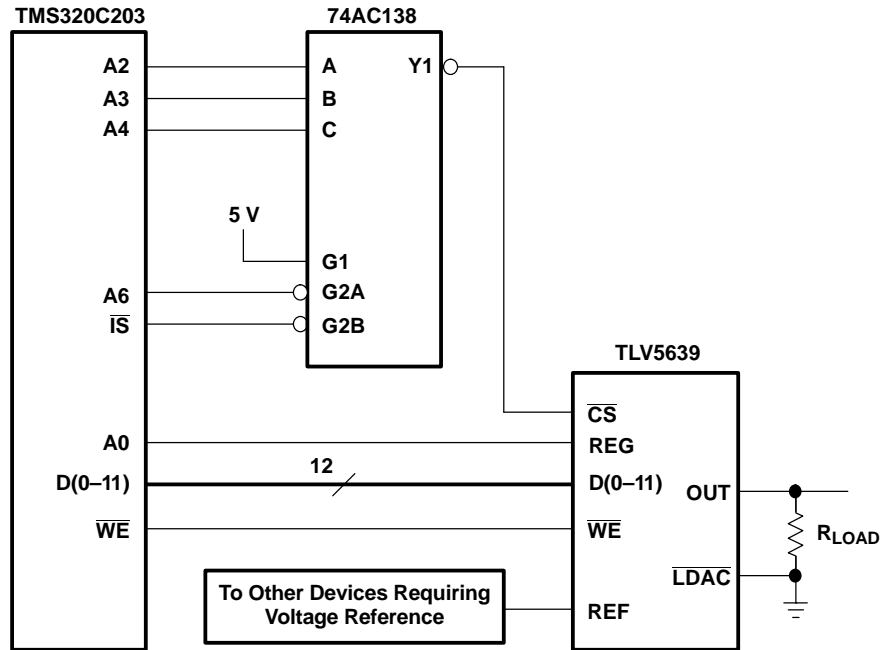 TMS320C203
74AC138
A2
A
Y1
A3
B
A4
C
5 V
G1
A6
G2A
IS
G2B
TLV5639
CS
A0
REG
12
D(0–11)
D(0–11)
OUT
RLOAD
WE
WE
LDAC
To Other Devices Requiring
Voltage Reference
REF